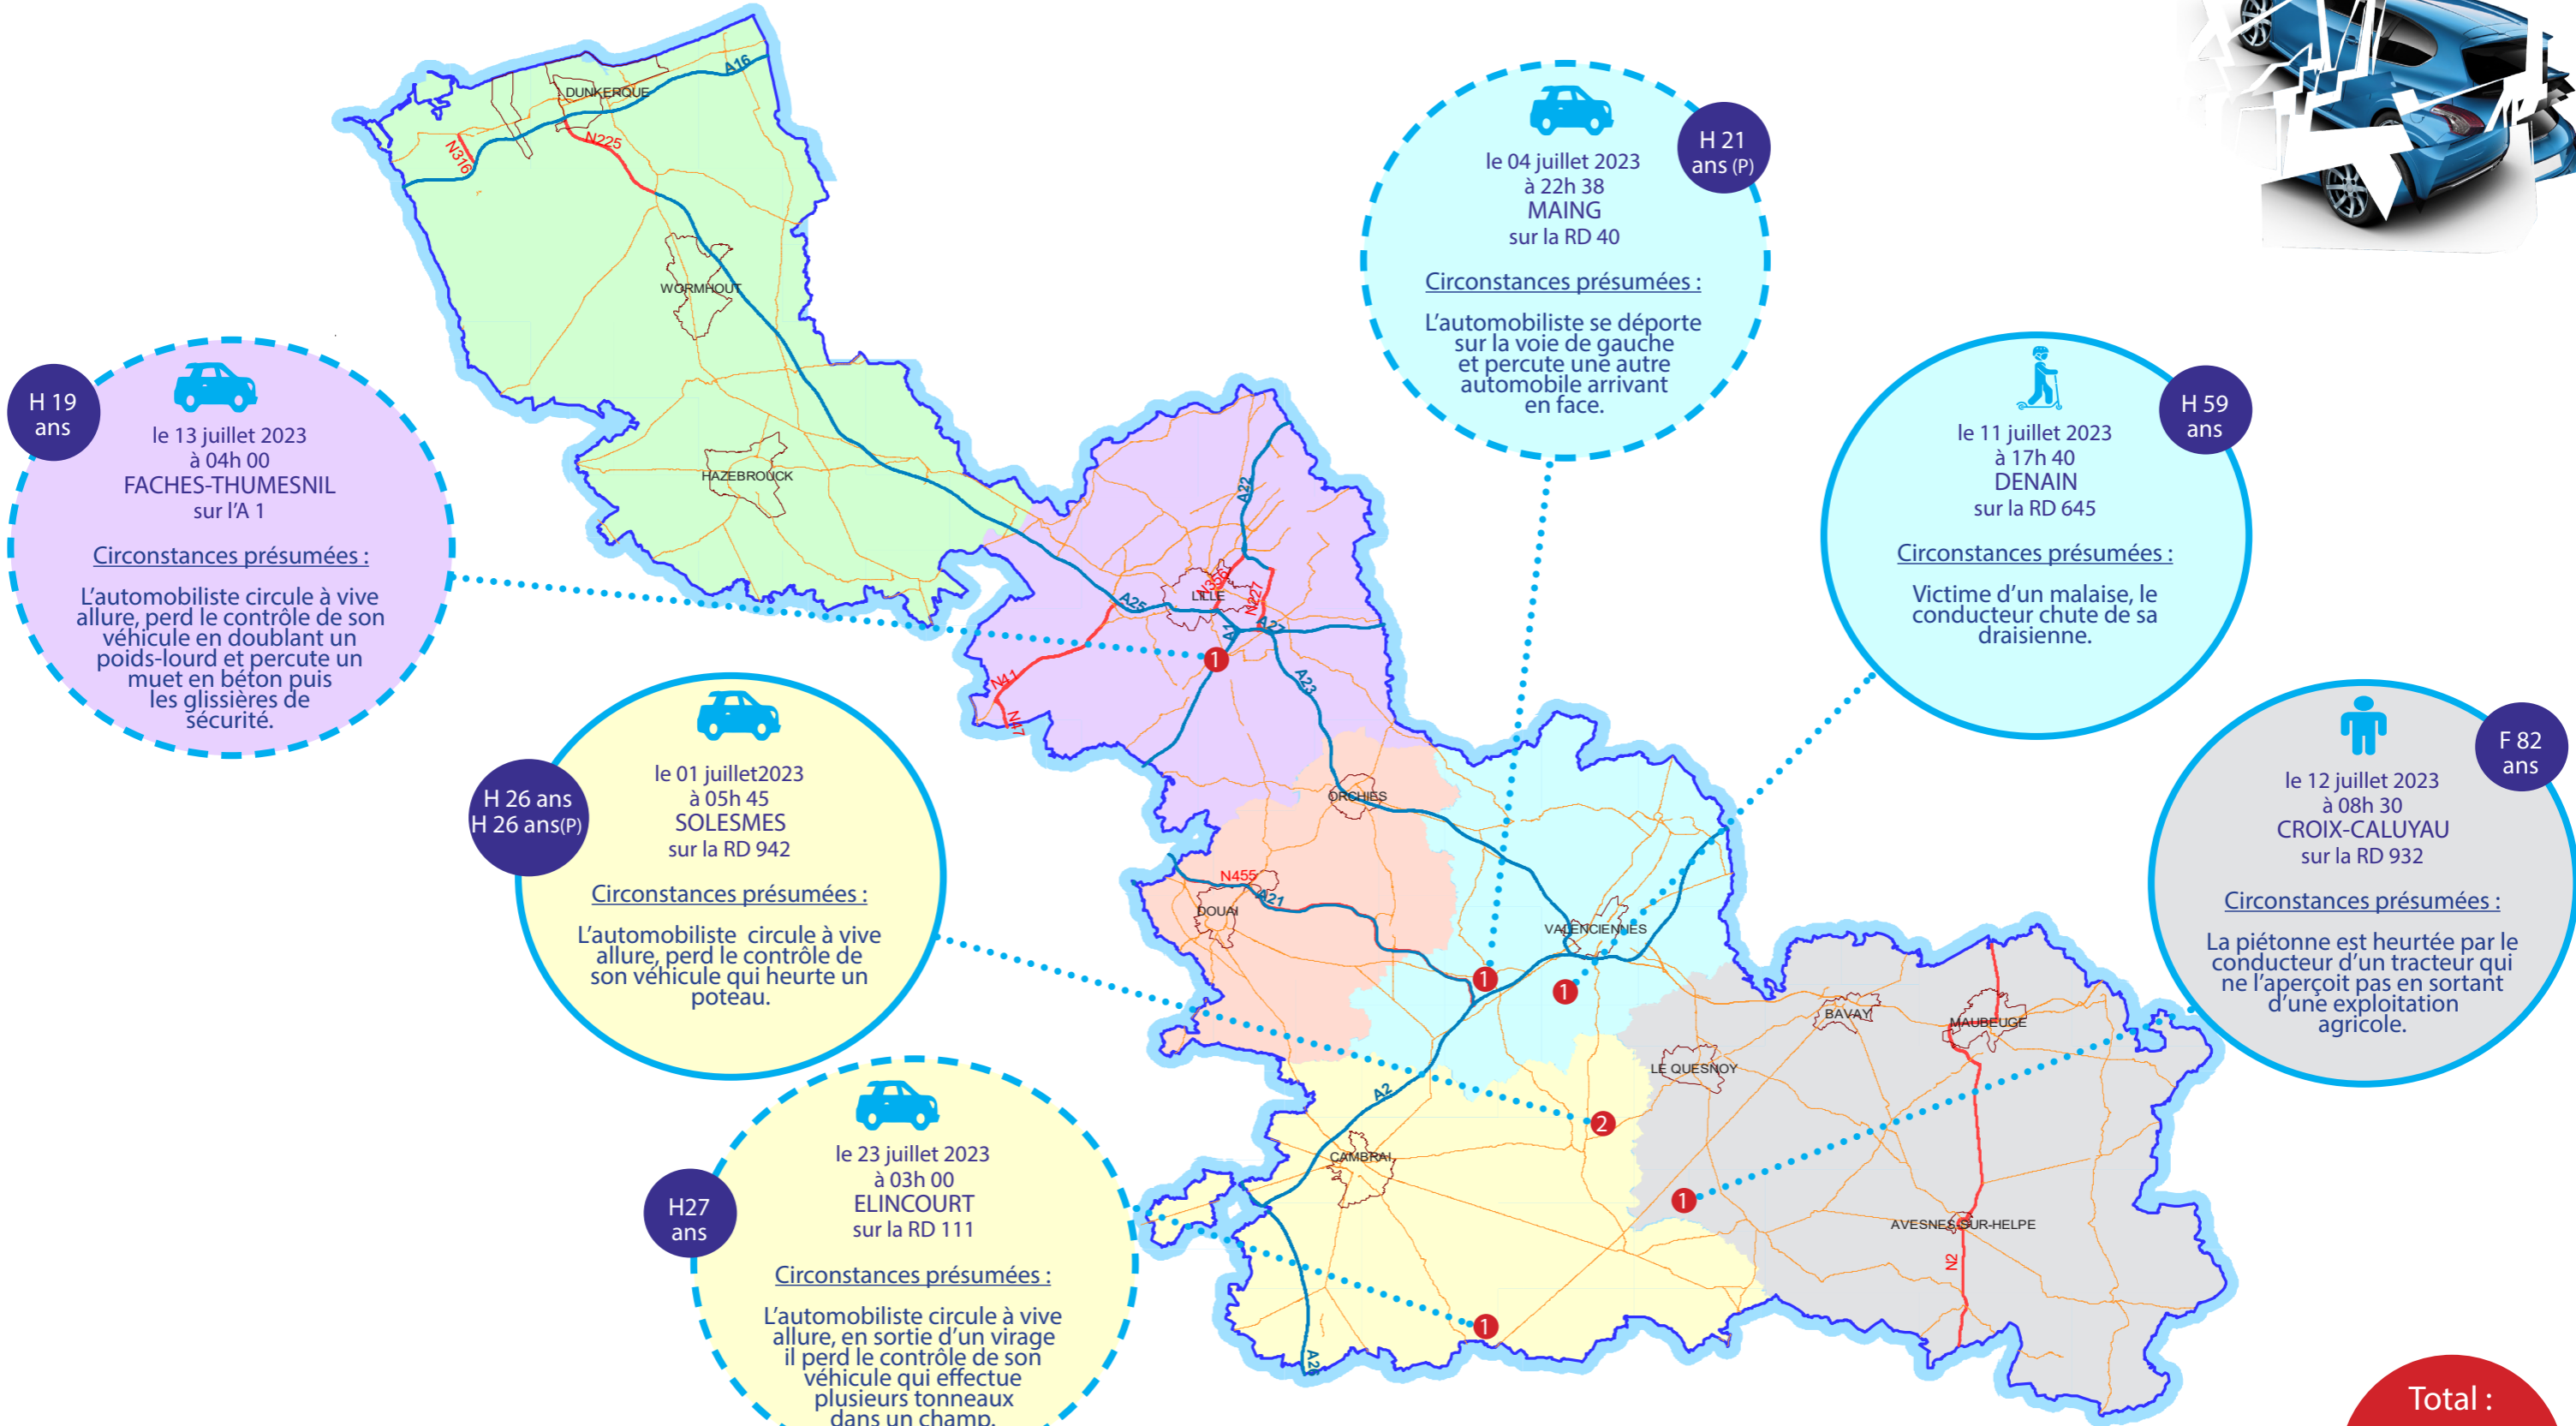 A16
DUNKERQUE
N316
N225
WORMHOUT
HAZEBROUCK
H 21
ans (P)
le 04 juillet 2023
à 22h 38
MAING
sur la RD 40
Circonstances présumées :
L'automobiliste se déporte
sur la voie de gauche
et percute une autre
automobile arrivant
en face.
H 19
ans
le 13 juillet 2023
à 04h 00
FACHES-THUMESNIL
sur l'A 1
Circonstances présumées :
L'automobiliste circule à vive
allure, perd le contrôle de son
véhicule en doublant un
poids-lourd et percute un
muet en béton puis
les glissières de
sécurité.
H 59
ans
le 11 juillet 2023
à 17h 40
DENAIN
sur la RD 645
Circonstances présumées :
Victime d'un malaise, le
conducteur chute de sa
draisienne.
A22
N356
LILLE
N227
A25
A1
A27
1
A23
N41
N47
H 26 ans
H 26 ans(P)
le 01 juillet2023
à 05h 45
SOLESMES
sur la RD 942
Circonstances présumées :
L'automobiliste  circule à vive
allure, perd le contrôle de
son véhicule qui heurte un
poteau.
F 82
ans
le 12 juillet 2023
à 08h 30
CROIX-CALUYAU
sur la RD 932
Circonstances présumées :
La piétonne est heurtée par le
conducteur d'un tracteur qui
ne l'aperçoit pas en sortant
d'une exploitation
agricole.
ORCHIES
N455
A21
DOUAI
VALENCIENNES
1
1
BAVAY
MAUBEUGE
LE QUESNOY
A2
2
CAMBRAI
1
AVESNES-SUR-HELPE
N2
1
A26
H27
ans
le 23 juillet 2023
à 03h 00
ELINCOURT
sur la RD 111
Circonstances présumées :
L'automobiliste circule à vive
allure, en sortie d'un virage
il perd le contrôle de son
véhicule qui effectue
plusieurs tonneaux
dans un champ.
Total :